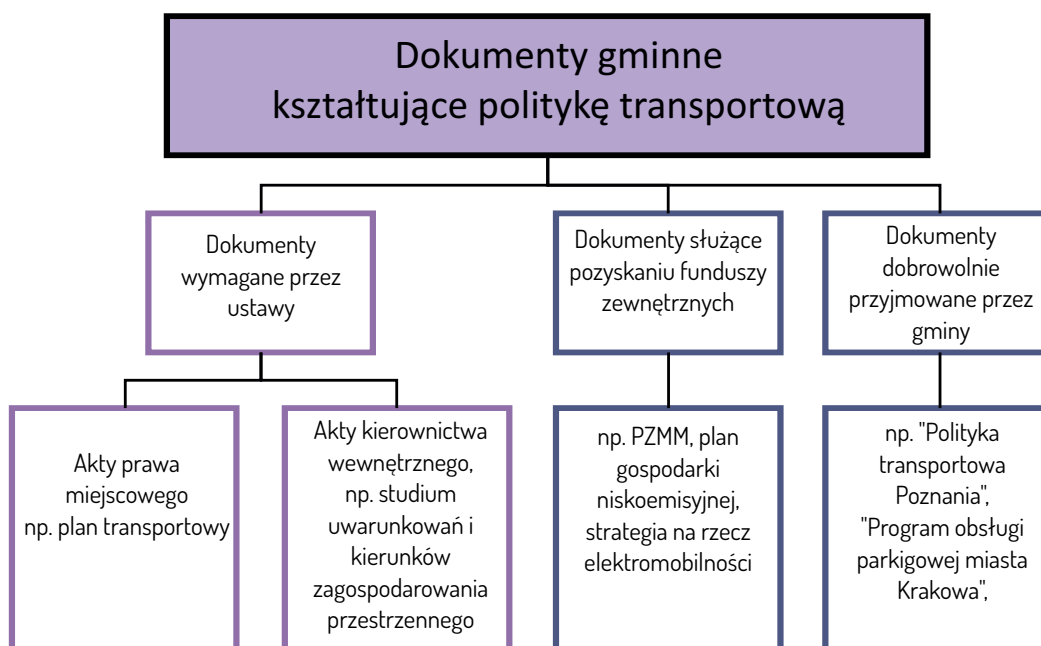 Dokumenty gminne
kształtujące politykę transportową
Dokumenty
wymagane przez
ustawy
Dokumenty służące
pozyskaniu funduszy
zewnętrznych
Dokumenty
dobrowolnie
przyjmowane przez
gminy
Akty prawa
miejscowego
np. plan transportowy
Akty kierownictwa
wewnętrznego,
np. studium
uwarunkowań i
kierunków
zagospodarowania
przestrzennego
np. PZMM, plan
gospodarki
niskoemisyjnej,
strategia na rzecz
elektromobilności
np. "Polityka
transportowa
Poznania",
"Program obsługi
parkigowej miasta
Krakowa",